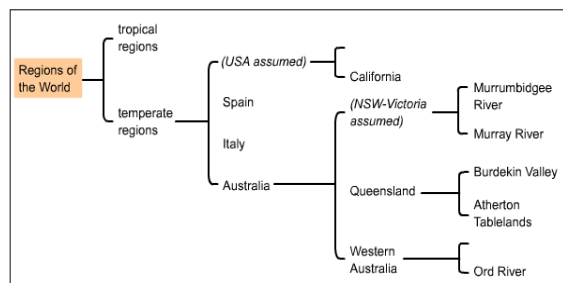 Regions of
the World
tropical
regions
temperate
regions
(USA assumed)
California
Spain
Italy
Australia
(NSW-Victoria
assumed)
Murrumbidgee
River
Murray River
Queensland
Burdekin Valley
Atherton
Tablelands
Western
Australia
Ord River